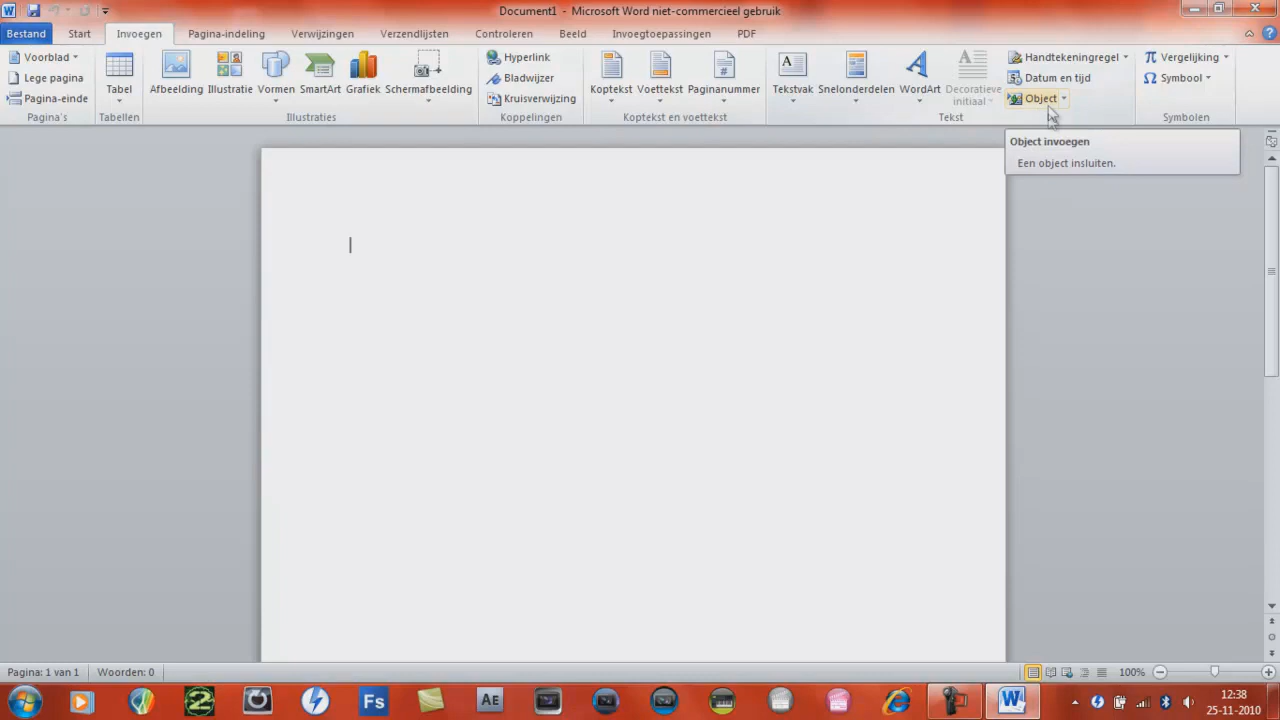 Document1 - Microsoft Word niet-commercieel gebruik
Bestand Start Invoegen Pagina-indeling Verwijzingen Verzendlijsten Controleren Beeld Invoegtoepassingen PDF
Voorblad
Lege pagina
Pagina-einde
Pagina's
Tabel
Tabellen
Afbeelding Illustratie Vormen SmartArt Grafiek Schermafbeelding
Illustraties
Hyperlink
Bladwijzer
Kruisverwijzing
Koppelingen
Koptekst Voettekst Paginanummer
Koptekst en voettekst
Tekstvak Snelonderdelen WordArt Decoratieve
initiaal
Handtekeningregel
Datum en tijd
Object
Tekst
Vergelijking
Symbool
Symbolen
Object invoegen
Een object insluiten.
Pagina: 1 van 1 Woorden: 0 100%
Fs AE
12:38
25-11-2010